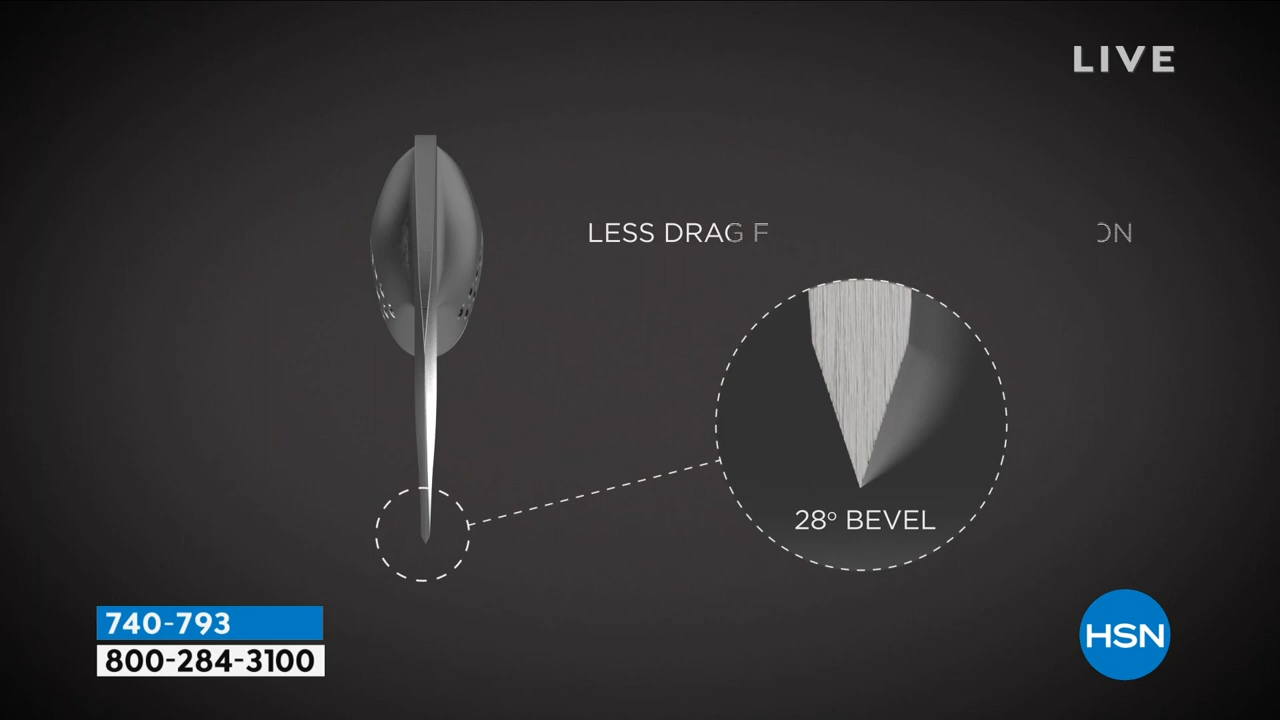 LIVE
LESS DRAG F
28° BEVEL
740-793
800-284-3100
HSN